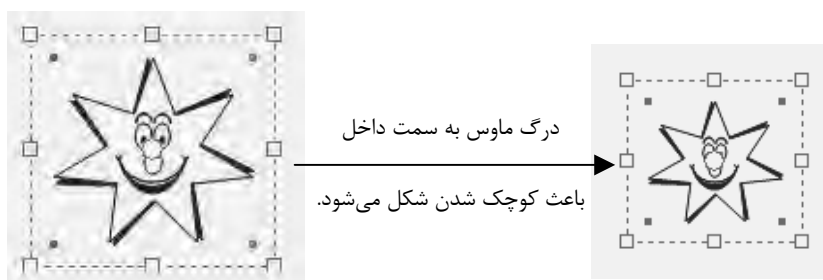 درگ ماوس به سمت داخل
باعث کوچک شدن شکل می‌شود.